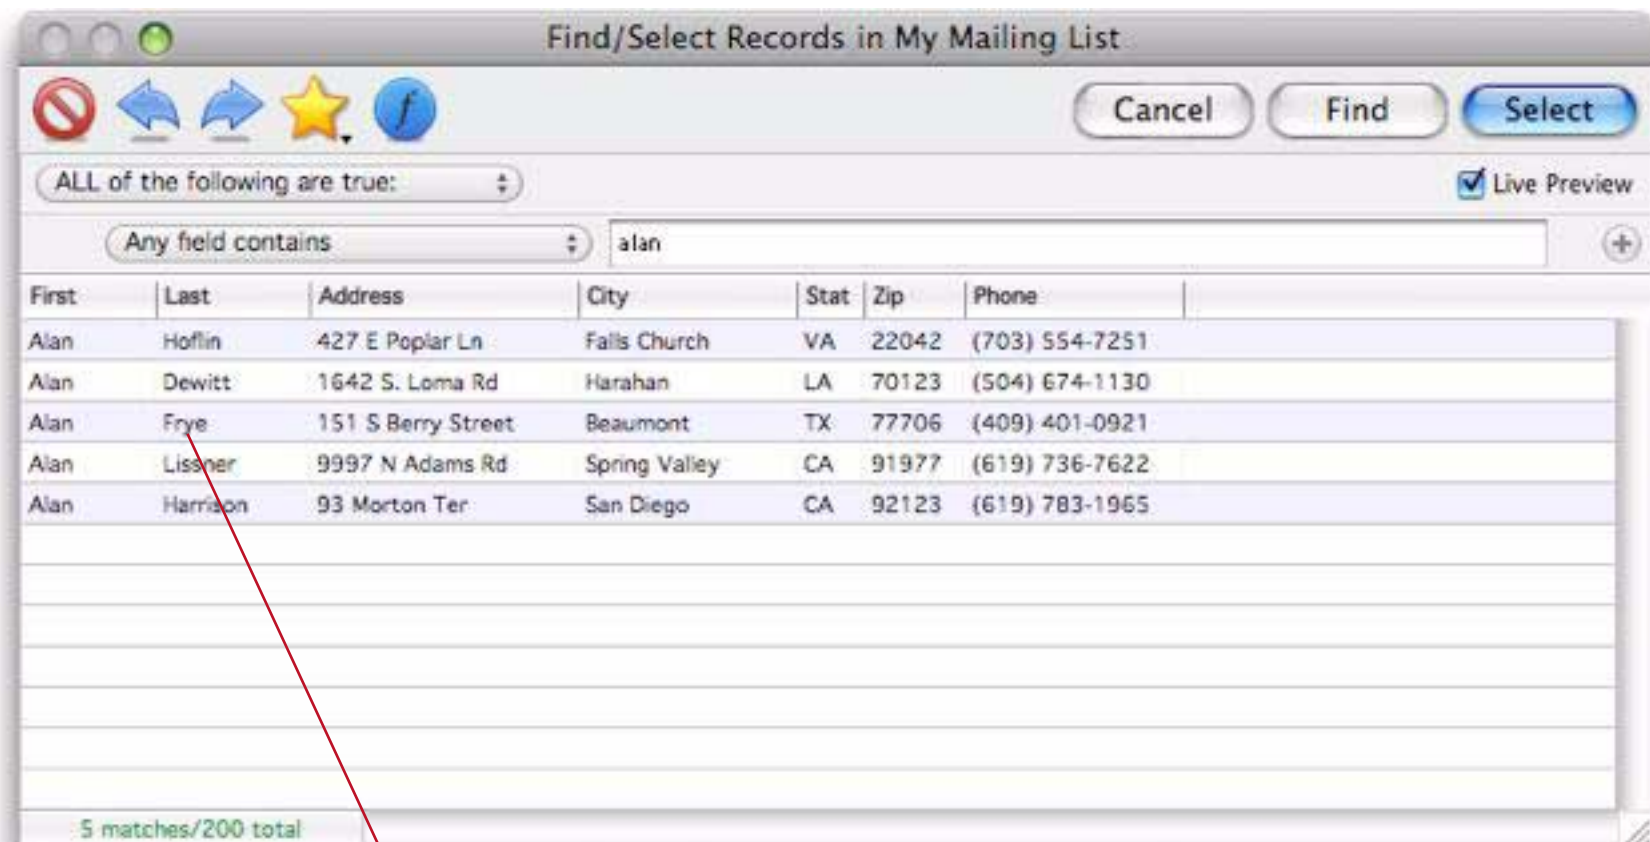 Find/Select Records in My Mailing List
f Cancel Find Select
ALL of the following are true: Live Preview
Any field contains alan
First Last Address City Stat Zip Phone
Alan Hoflin 427 E Poplar Ln Falls Church VA 22042 (703) 554-7251
Alan Dewitt 1642 S. Loma Rd Harahan LA 70123 (504) 674-1130
Alan Frye 151 S Berry Street Beaumont TX 77706 (409) 401-0921
Alan Lissner 9997 N Adams Rd Spring Valley CA 91977 (619) 736-7622
Alan Harrison 93 Morton Ter San Diego CA 92123 (619) 783-1965
5 matches/200 total